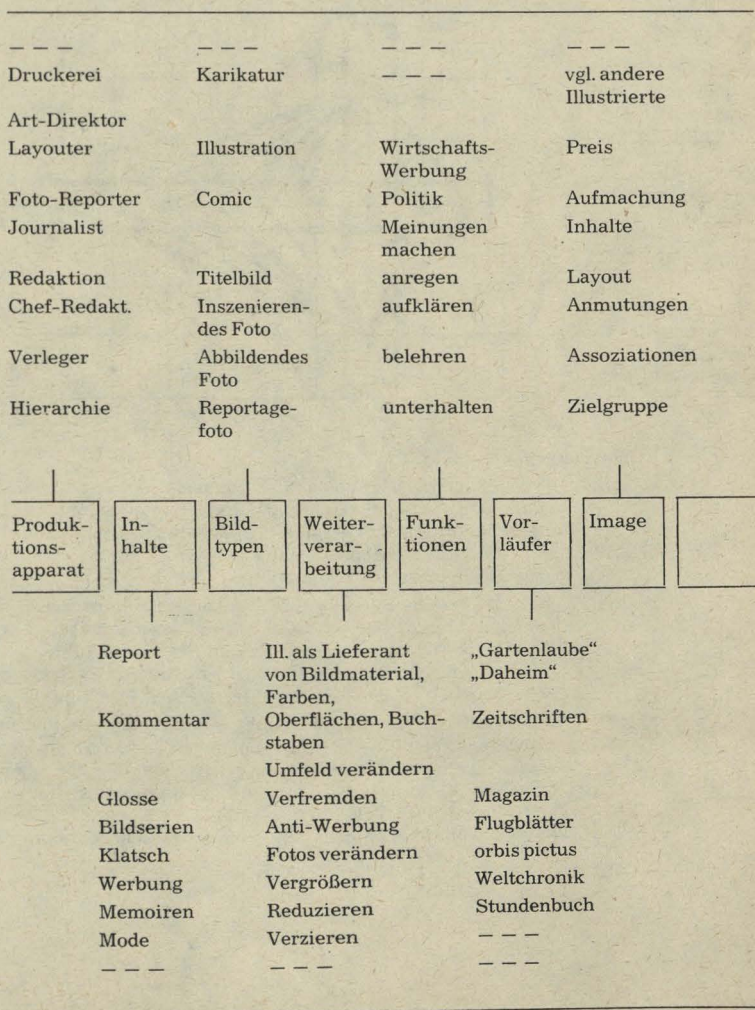 — — —
Druckerei
Art-Direktor
Layouter
Foto-Reporter
Journalist
Redaktion
Chef-Redakt.
Verleger
Hierarchie
— — —
Karikatur
Illustration
Comic
Titelbild
Inszenieren-
des Foto
Abbildendes
Foto
Reportage-
foto
— — —
— — —
Wirtschafts-
Werbung
Politik
Meinungen
machen
anregen
aufklären
belehren
unterhalten
— — —
vgl. andere
Illustrierte
Preis
Aufmachung
Inhalte
Layout
Anmutungen
Assoziationen
Zielgruppe
Produk-
tions-
apparat
In-
halte
Bild-
typen
Weiter-
verar-
beitung
Funk-
tionen
Vor-
läufer
Image
Report
Kommentar
Glosse
Bildserien
Klatsch
Werbung
Memoiren
Mode
— — —
Ill. als Lieferant
von Bildmaterial,
Farben,
Oberflächen, Buch-
staben
Umfeld verändern
Verfremden
Anti-Werbung
Fotos verändern
Vergrößern
Reduzieren
Verzieren
— — —
„Gartenlaube“
„Daheim“
Zeitschriften
Magazin
Flugblätter
orbis pictus
Weltchronik
Stundenbuch
— — —
— — —